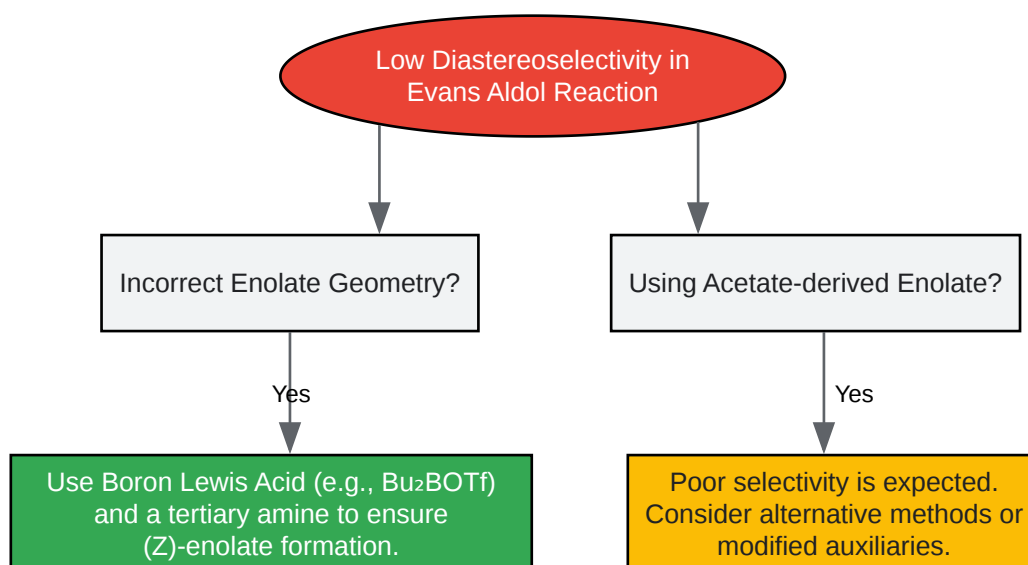 Low Diastereoselectivity in
Evans Aldol Reaction
Incorrect Enolate Geometry?
Using Acetate-derived Enolate?
Yes
Yes
Use Boron Lewis Acid (e.g., Bu₂BOTf)
and a tertiary amine to ensure
(Z)-enolate formation.
Poor selectivity is expected.
Consider alternative methods or
modified auxiliaries.